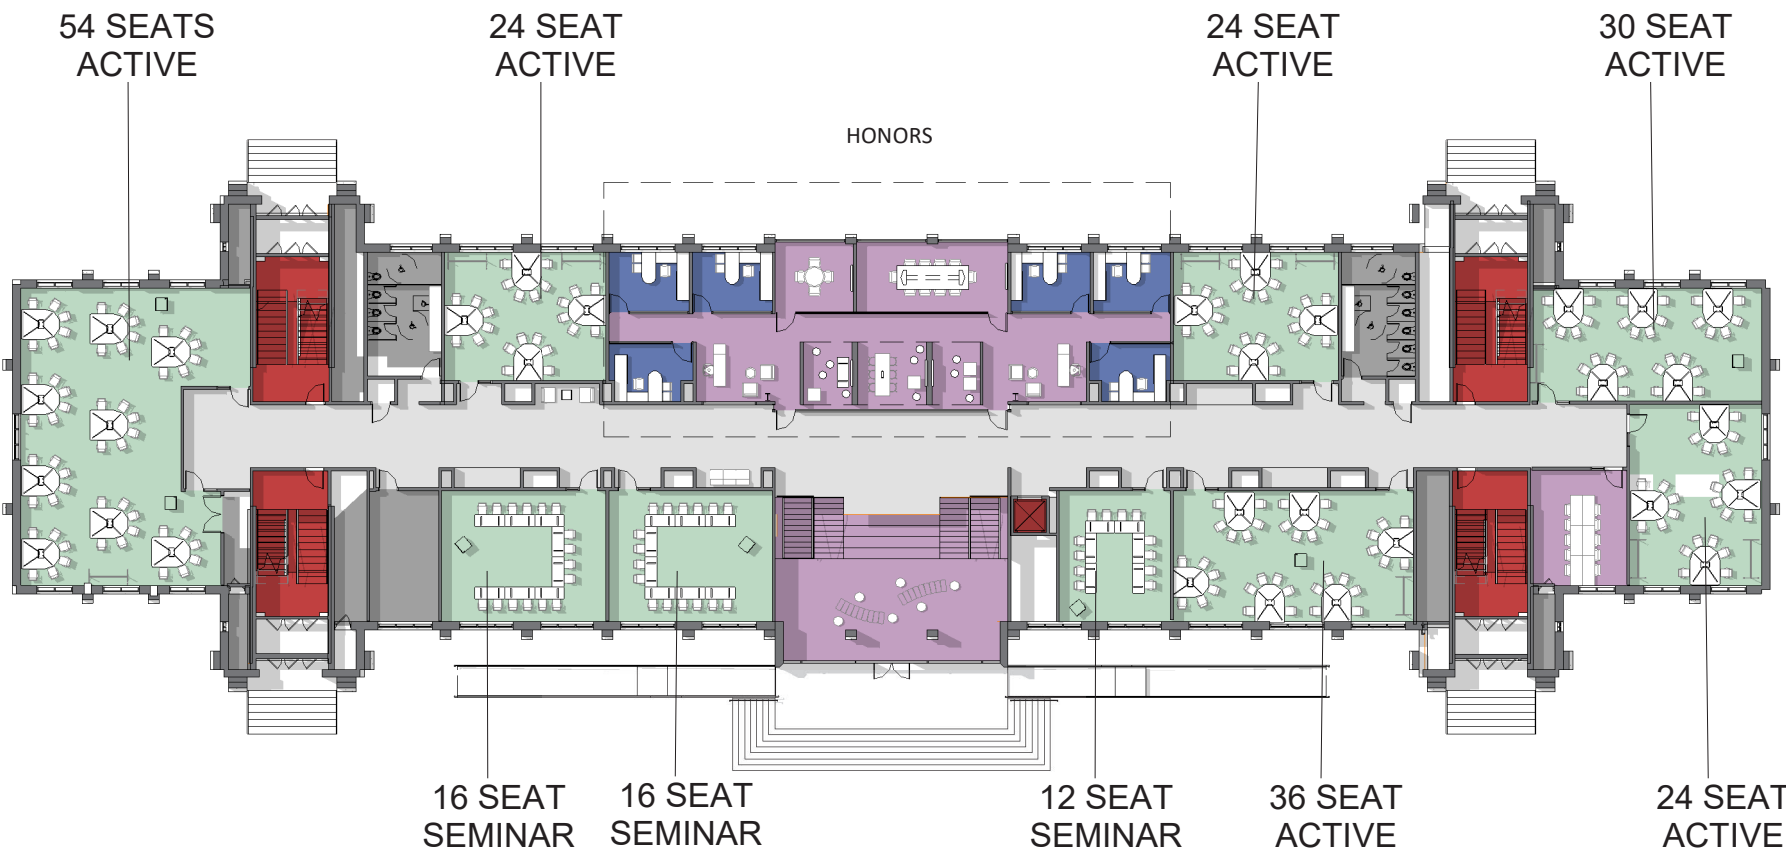 54 SEATS
ACTIVE
24 SEAT
ACTIVE
24 SEAT
ACTIVE
30 SEAT
ACTIVE
HONORS
16 SEAT
SEMINAR
16 SEAT
SEMINAR
12 SEAT
SEMINAR
36 SEAT
ACTIVE
24 SEAT
ACTIVE